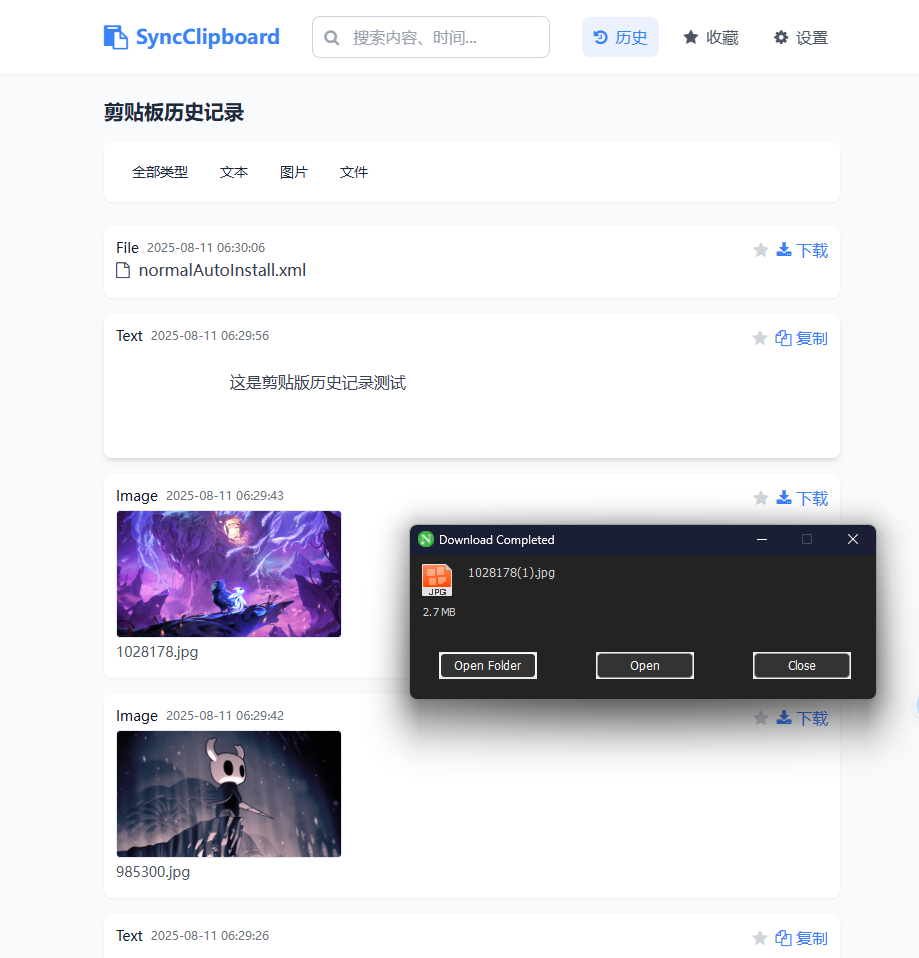 SyncClipboard
搜索内容、时间...
历史
收藏
设置
剪贴板历史记录
全部类型 文本 图片 文件
File 2025-08-11 06:30:06
下载
normalAutoInstall.xml
Text 2025-08-11 06:29:56
复制
这是剪贴版历史记录测试
Image 2025-08-11 06:29:43
下载
1028178.jpg
Download Completed
1028178(1).jpg
JPG
2.7 MB
Open Folder
Open
Close
Image 2025-08-11 06:29:42
下载
985300.jpg
Text 2025-08-11 06:29:26
复制